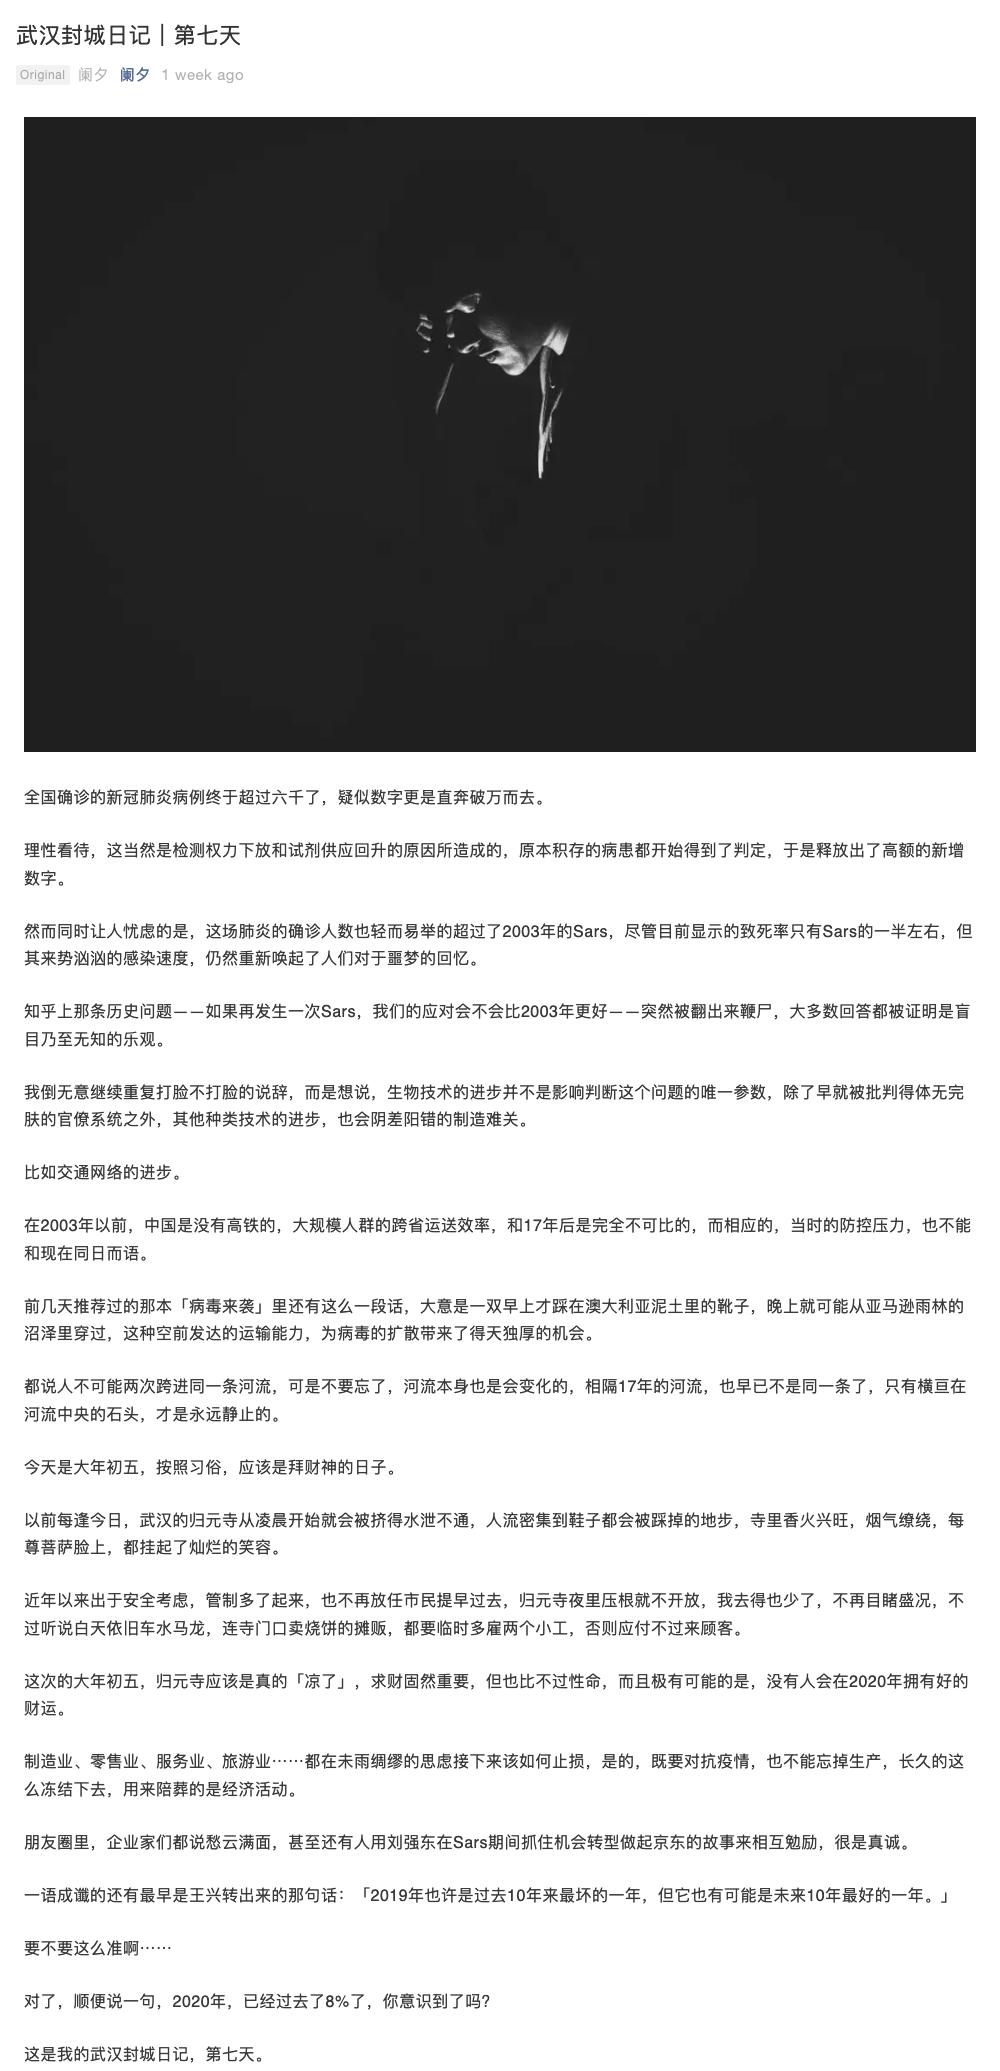 武汉封城日记 | 第七天
Original 阑夕 阑夕 1 week ago
全国确诊的新冠肺炎病例终于超过六千了，疑似数字更是直奔破万而去。
理性看待，这当然是检测权力下放和试剂供应回升的原因所造成的，原本积存的病患都开始得到了判定，于是释放出了高额的新增
数字。
然而同时让人忧虑的是，这场肺炎的确诊人数也轻而易举的超过了2003年的Sars，尽管目前显示的致死率只有Sars的一半左右，但
其来势汹汹的感染速度，仍然重新唤起了人们对于噩梦的回忆。
知乎上那条历史问题——如果再发生一次Sars，我们的应对会不会比2003年更好——突然被翻出来鞭尸，大多数回答都被证明是盲
目乃至无知的乐观。
我倒无意继续重复打脸不打脸的说辞，而是想说，生物技术的进步并不是影响判断这个问题的唯一参数，除了早就被批判得体无完
肤的官僚系统之外，其他种类技术的进步，也会阴差阳错的制造难关。
比如交通网络的进步。
在2003年以前，中国是没有高铁的，大规模人群的跨省运送效率，和17年后是完全不可比的，而相应的，当时的防控压力，也不能
和现在同日而语。
前几天推荐过的那本「病毒来袭」里还有这么一段话，大意是一双早上才踩在澳大利亚泥土里的靴子，晚上就可能从亚马逊雨林的
沼泽里穿过，这种空前发达的运输能力，为病毒的扩散带来了得天独厚的机会。
都说人不可能两次跨进同一条河流，可是不要忘了，河流本身也是会变化的，相隔17年的河流，也早已不是同一条了，只有横亘在
河流中央的石头，才是永远静止的。
今天是大年初五，按照习俗，应该是拜财神的日子。
以前每逢今日，武汉的归元寺从凌晨开始就会被挤得水泄不通，人流密集到鞋子都会被踩掉的地步，寺里香火兴旺，烟气缭绕，每
尊菩萨脸上，都挂起了灿烂的笑容。
近年以来出于安全考虑，管制多了起来，也不再放任市民提早过去，归元寺夜里压根就不开放，我去得也少了，不再目睹盛况，不
过听说白天依旧车水马龙，连寺门口卖烧饼的摊贩，都要临时多雇两个小工，否则应付不过来顾客。
这次的大年初五，归元寺应该是真的「凉了」，求财固然重要，但也比不过性命，而且极有可能的是，没有人会在2020年拥有好的
财运。
制造业、零售业、服务业、旅游业……都在未雨绸缪的思虑接下来该如何止损，是的，既要对抗疫情，也不能忘掉生产，长久的这
么冻结下去，用来陪葬的是经济活动。
朋友圈里，企业家们都说愁云满面，甚至还有人用刘强东在Sars期间抓住机会转型做起京东的故事来相互勉励，很是真诚。
一语成谶的还有最早是王兴转出来的那句话：「2019年也许是过去10年来最坏的一年，但它也有可能是未来10年最好的一年。」
要不要这么准啊……
对了，顺便说一句，2020年，已经过去了8%了，你意识到了吗？
这是我的武汉封城日记，第七天。